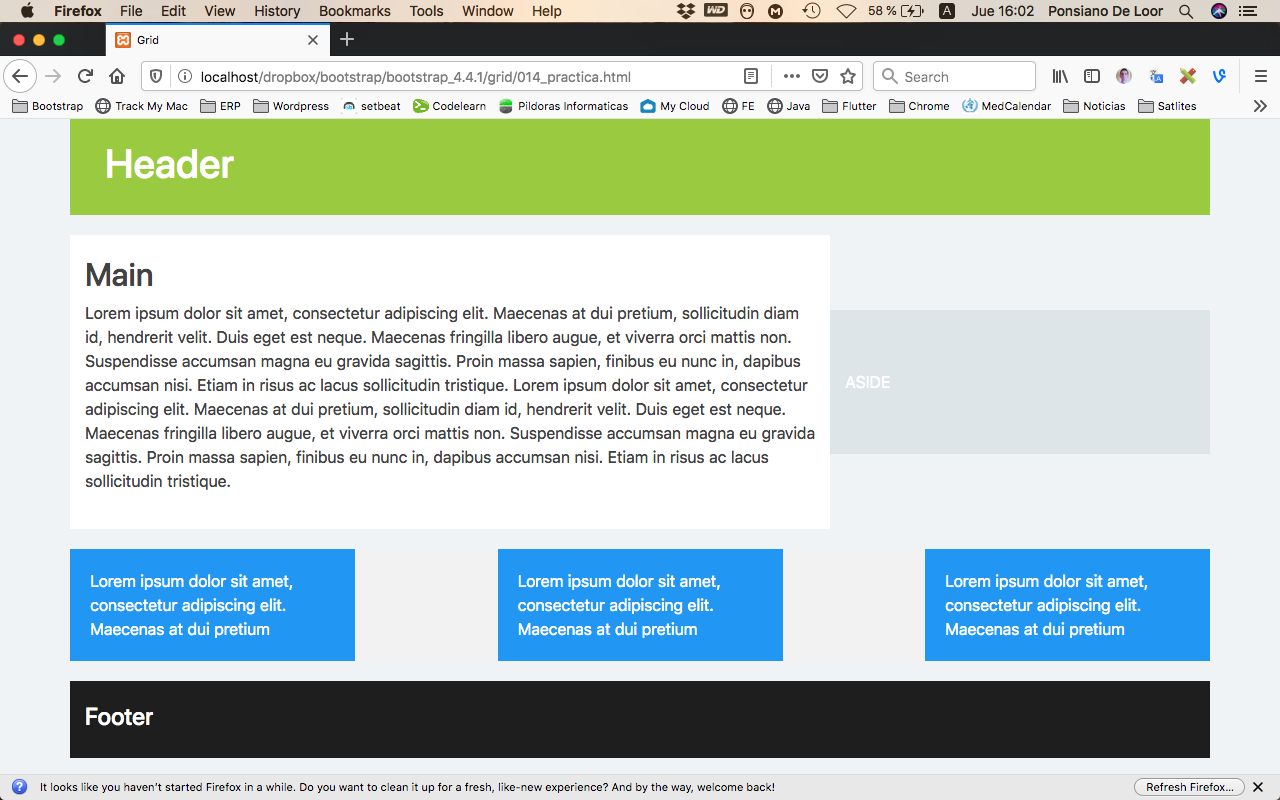 Firefox File Edit View History Bookmarks Tools Window Help WD M 58 % A Jue 16:02 Ponsiano De Loor
Grid
localhost/dropbox/bootstrap/bootstrap_4.4.1/grid/014_practica.html Search
Bootstrap Track My Mac ERP Wordpress setbeat Codelearn Pildoras Informaticas My Cloud FE Java Flutter Chrome MedCalendar Noticias Satlites
Header
Main
Lorem ipsum dolor sit amet, consectetur adipiscing elit. Maecenas at dui pretium, sollicitudin diam
id, hendrerit velit. Duis eget est neque. Maecenas fringilla libero augue, et viverra orci mattis non.
Suspendisse accumsan magna eu gravida sagittis. Proin massa sapien, finibus eu nunc in, dapibus
accumsan nisi. Etiam in risus ac lacus sollicitudin tristique. Lorem ipsum dolor sit amet, consectetur
adipiscing elit. Maecenas at dui pretium, sollicitudin diam id, hendrerit velit. Duis eget est neque.
Maecenas fringilla libero augue, et viverra orci mattis non. Suspendisse accumsan magna eu gravida
sagittis. Proin massa sapien, finibus eu nunc in, dapibus accumsan nisi. Etiam in risus ac lacus
sollicitudin tristique.
ASIDE
Lorem ipsum dolor sit amet,
consectetur adipiscing elit.
Maecenas at dui pretium
Lorem ipsum dolor sit amet,
consectetur adipiscing elit.
Maecenas at dui pretium
Lorem ipsum dolor sit amet,
consectetur adipiscing elit.
Maecenas at dui pretium
Footer
It looks like you haven't started Firefox in a while. Do you want to clean it up for a fresh, like-new experience? And by the way, welcome back! Refresh Firefox...